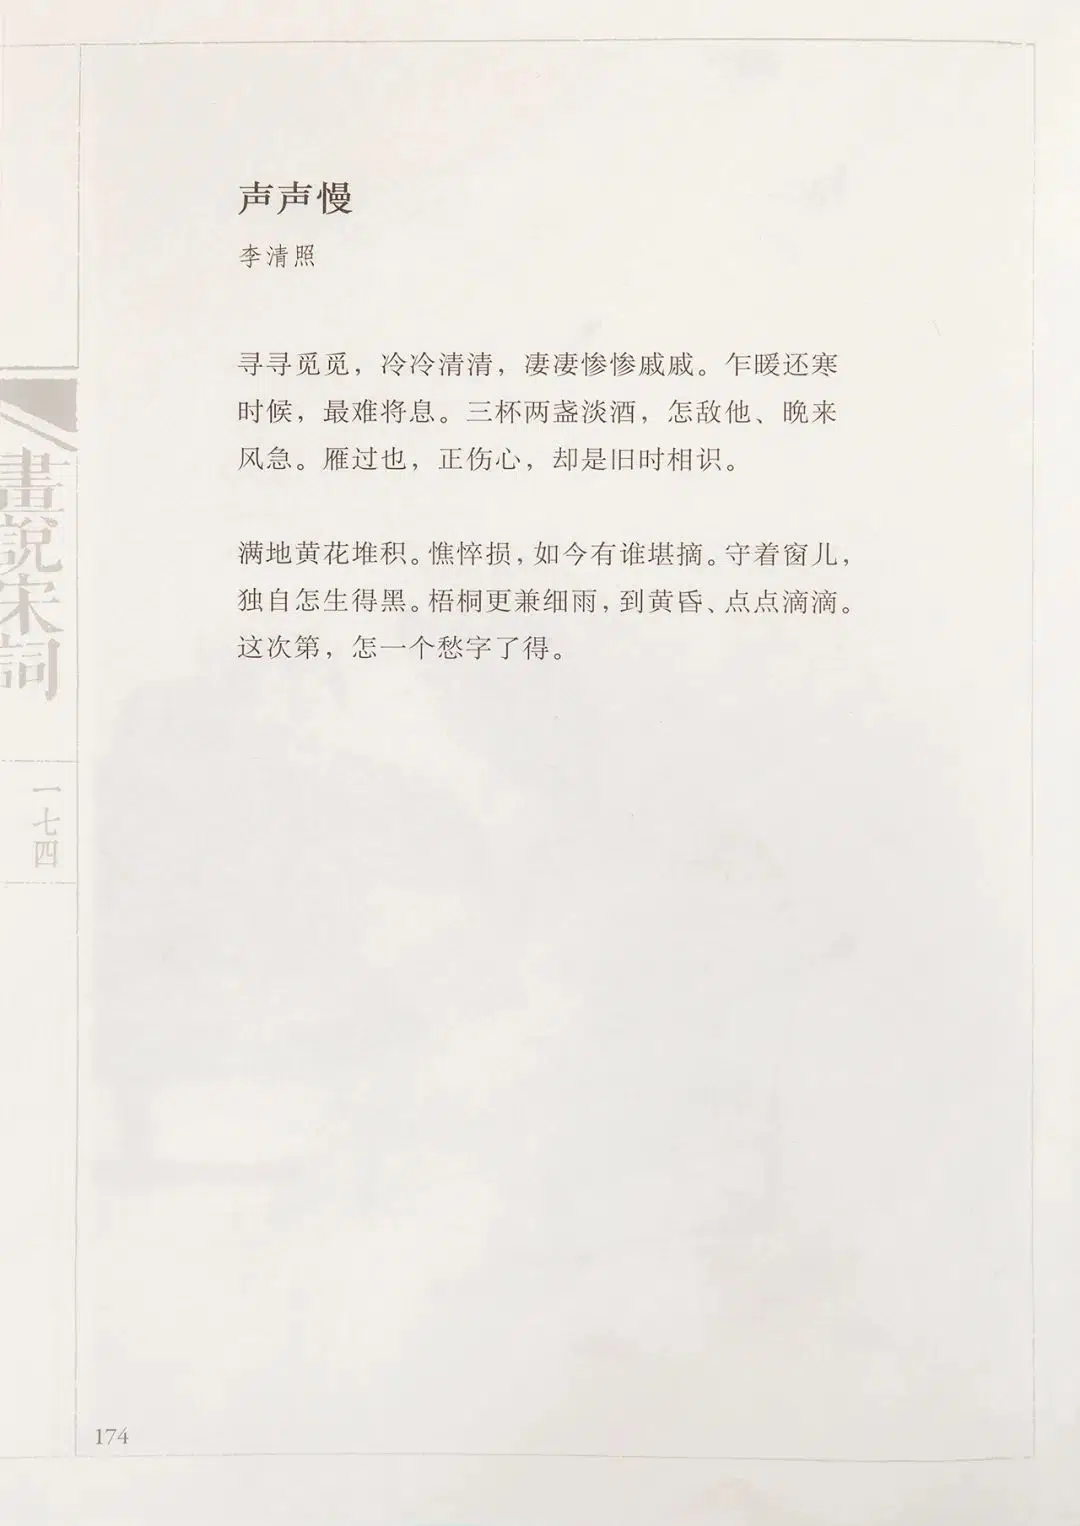 声声慢
李清照
寻寻觅觅，冷冷清清，凄凄惨惨戚戚。乍暖还寒
时候，最难将息。三杯两盏淡酒，怎敌他、晚来
风急。雁过也，正伤心，却是旧时相识。
满地黄花堆积。憔悴损，如今有谁堪摘。守着窗儿，
独自怎生得黑。梧桐更兼细雨，到黄昏、点点滴滴。
这次第，怎一个愁字了得。
畫說宋詞
一七四
174